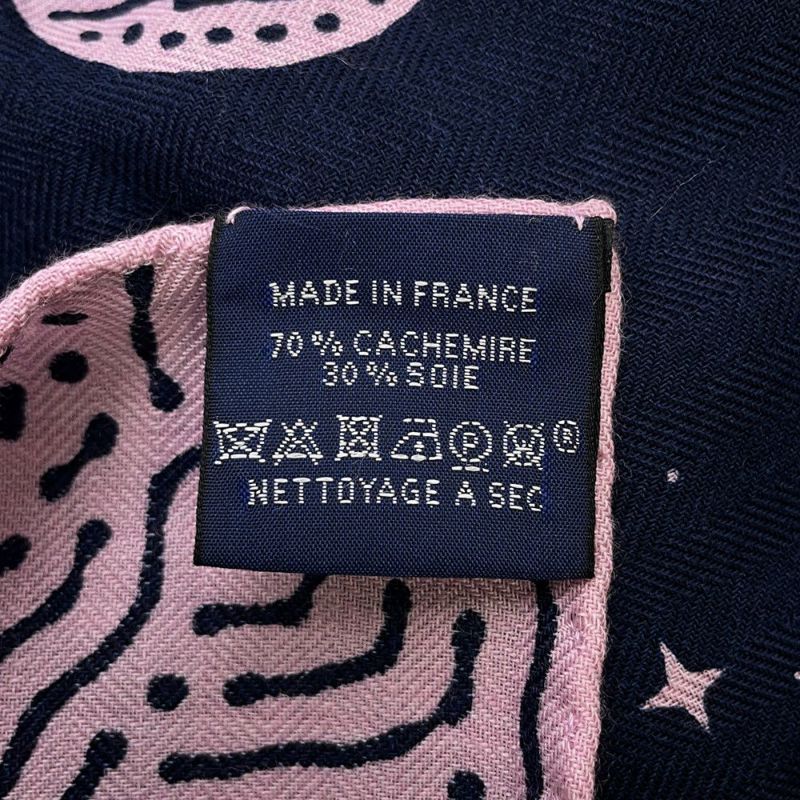 MADE IN FRANCE
70 % CACHEMIRE
30 % SOIE
P W ®
NETTOYAGE A SEC